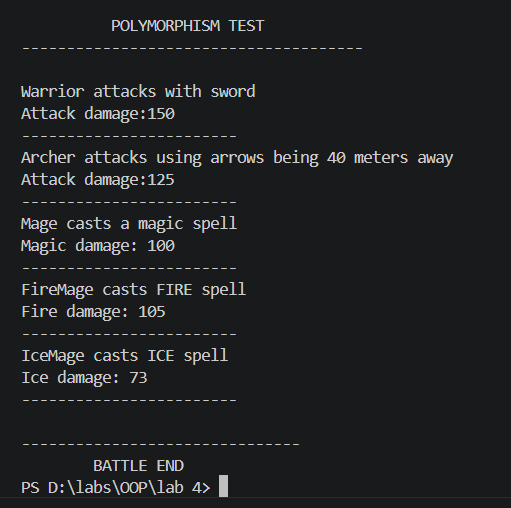 POLYMORPHISM TEST
--------------------------------------
Warrior attacks with sword
Attack damage:150
------------------------
Archer attacks using arrows being 40 meters away
Attack damage:125
------------------------
Mage casts a magic spell
Magic damage: 100
------------------------
FireMage casts FIRE spell
Fire damage: 105
------------------------
IceMage casts ICE spell
Ice damage: 73
------------------------
-------------------------------
BATTLE END
PS D:\labs\OOP\lab 4>